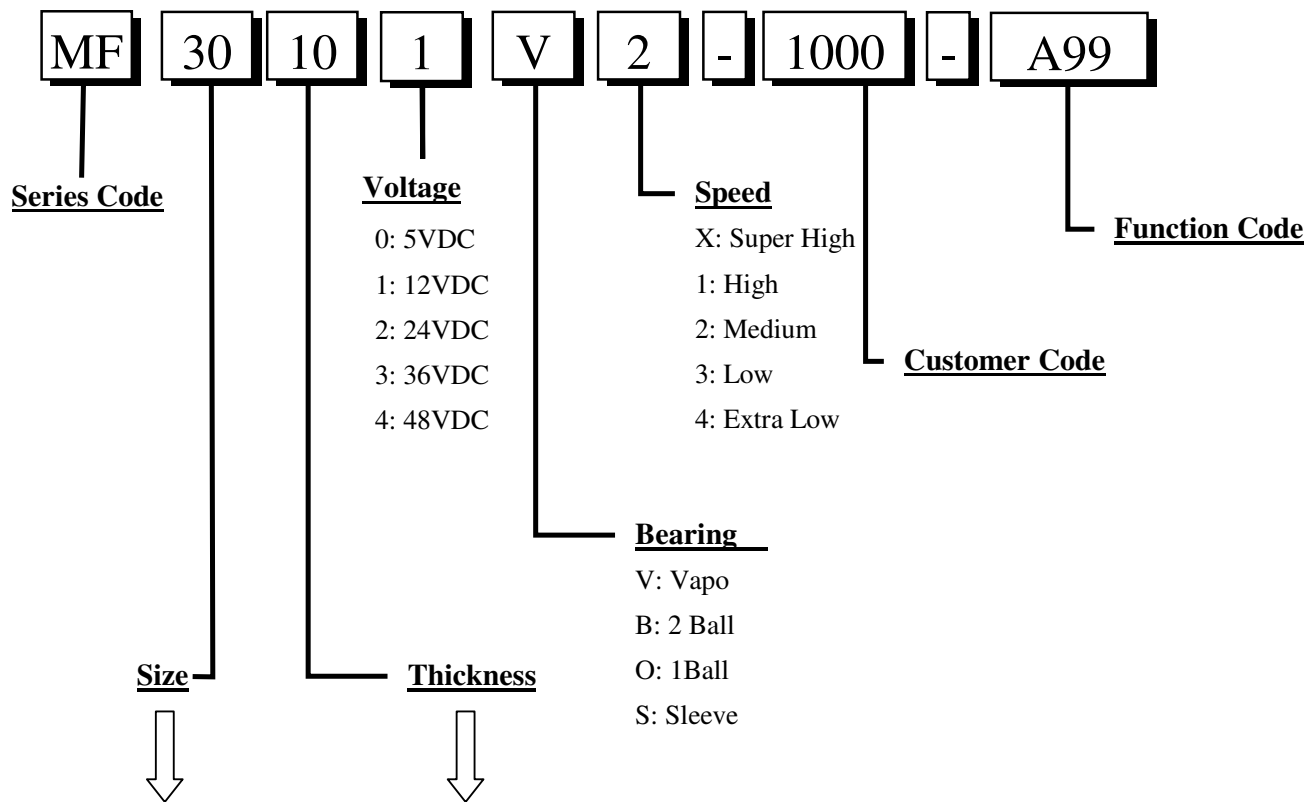 MF 30 10 1 V 2 - 1000 - A99
Series Code
Voltage
0: 5VDC
1: 12VDC
2: 24VDC
3: 36VDC
4: 48VDC
Speed
X: Super High
1: High
2: Medium
3: Low
4: Extra Low
Function Code
Customer Code
Bearing
V: Vapo
B: 2 Ball
O: 1Ball
S: Sleeve
Size
Thickness